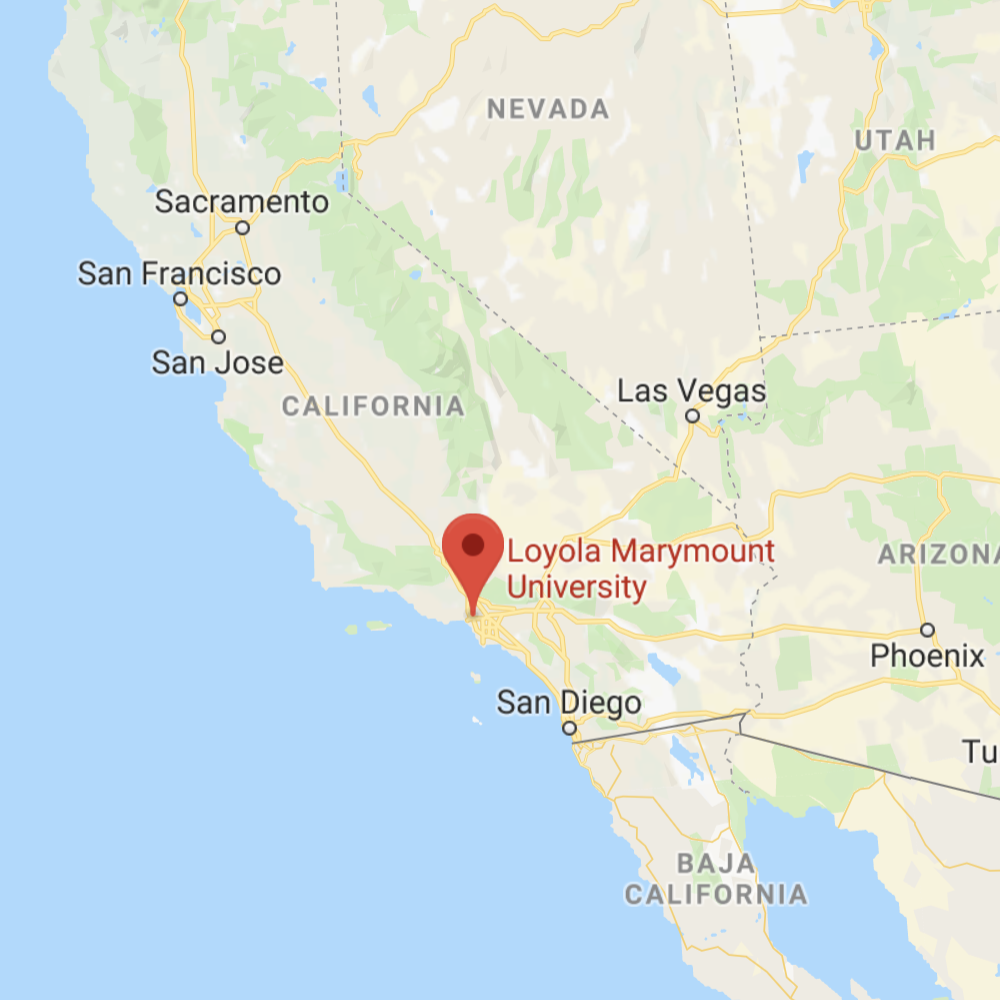 NEVADA
UTAH
Sacramento
San Francisco
San Jose
CALIFORNIA
Las Vegas
Loyola Marymount
University
ARIZONA
Phoenix
San Diego
Tu
BAJA
CALIFORNIA